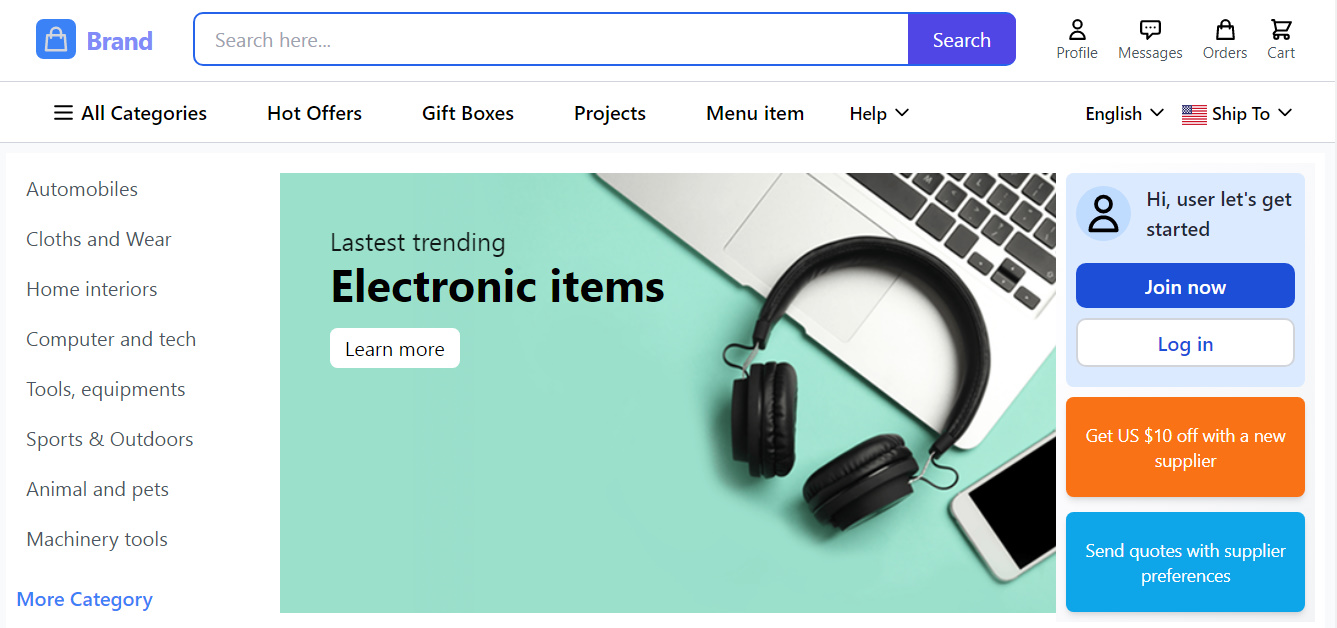 Brand
Search here...
Search
Profile
Messages
Orders
Cart
All Categories
Hot Offers
Gift Boxes
Projects
Menu item
Help
English
Ship To
Automobiles
Cloths and Wear
Home interiors
Computer and tech
Tools, equipments
Sports & Outdoors
Animal and pets
Machinery tools
More Category
Lastest trending
Electronic items
Learn more
Hi, user let's get
started
Join now
Log in
Get US $10 off with a new
supplier
Send quotes with supplier
preferences